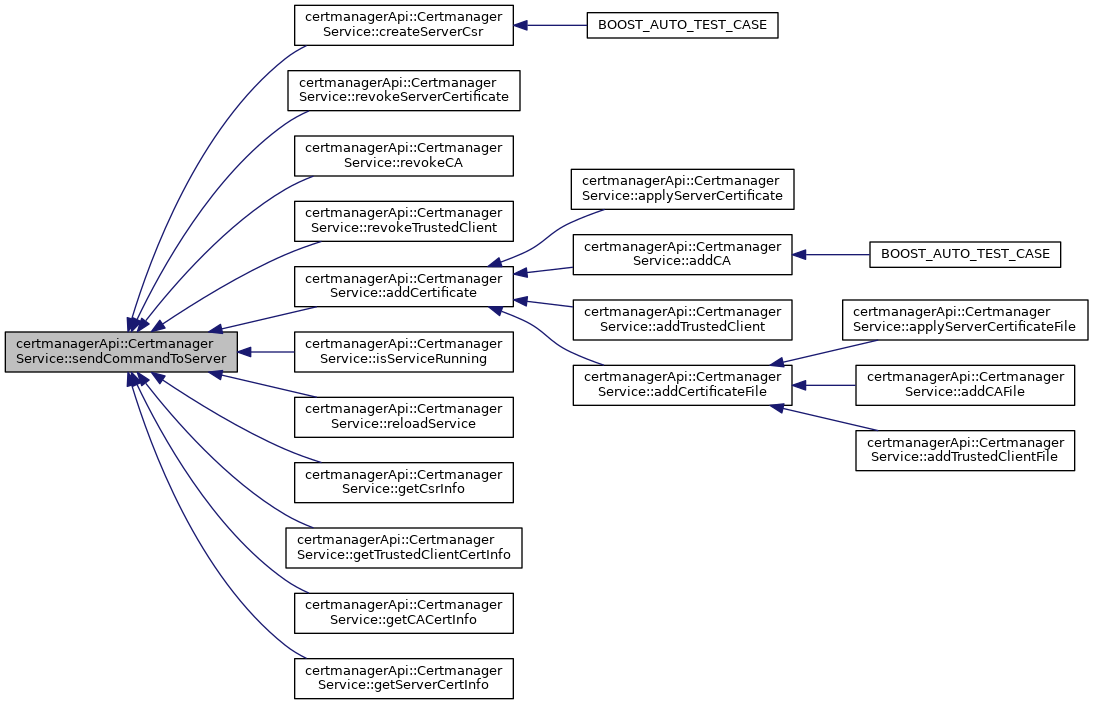 certmanagerApi::Certmanager
Service::createServerCsr
BOOST_AUTO_TEST_CASE
certmanagerApi::Certmanager
Service::revokeServerCertificate
certmanagerApi::Certmanager
Service::revokeCA
certmanagerApi::Certmanager
Service::applyServerCertificate
certmanagerApi::Certmanager
Service::revokeTrustedClient
certmanagerApi::Certmanager
Service::addCA
BOOST_AUTO_TEST_CASE
certmanagerApi::Certmanager
Service::addCertificate
certmanagerApi::Certmanager
Service::addTrustedClient
certmanagerApi::Certmanager
Service::applyServerCertificateFile
certmanagerApi::Certmanager
Service::sendCommandToServer
certmanagerApi::Certmanager
Service::isServiceRunning
certmanagerApi::Certmanager
Service::addCertificateFile
certmanagerApi::Certmanager
Service::addCAFile
certmanagerApi::Certmanager
Service::reloadService
certmanagerApi::Certmanager
Service::addTrustedClientFile
certmanagerApi::Certmanager
Service::getCsrInfo
certmanagerApi::Certmanager
Service::getTrustedClientCertInfo
certmanagerApi::Certmanager
Service::getCACertInfo
certmanagerApi::Certmanager
Service::getServerCertInfo